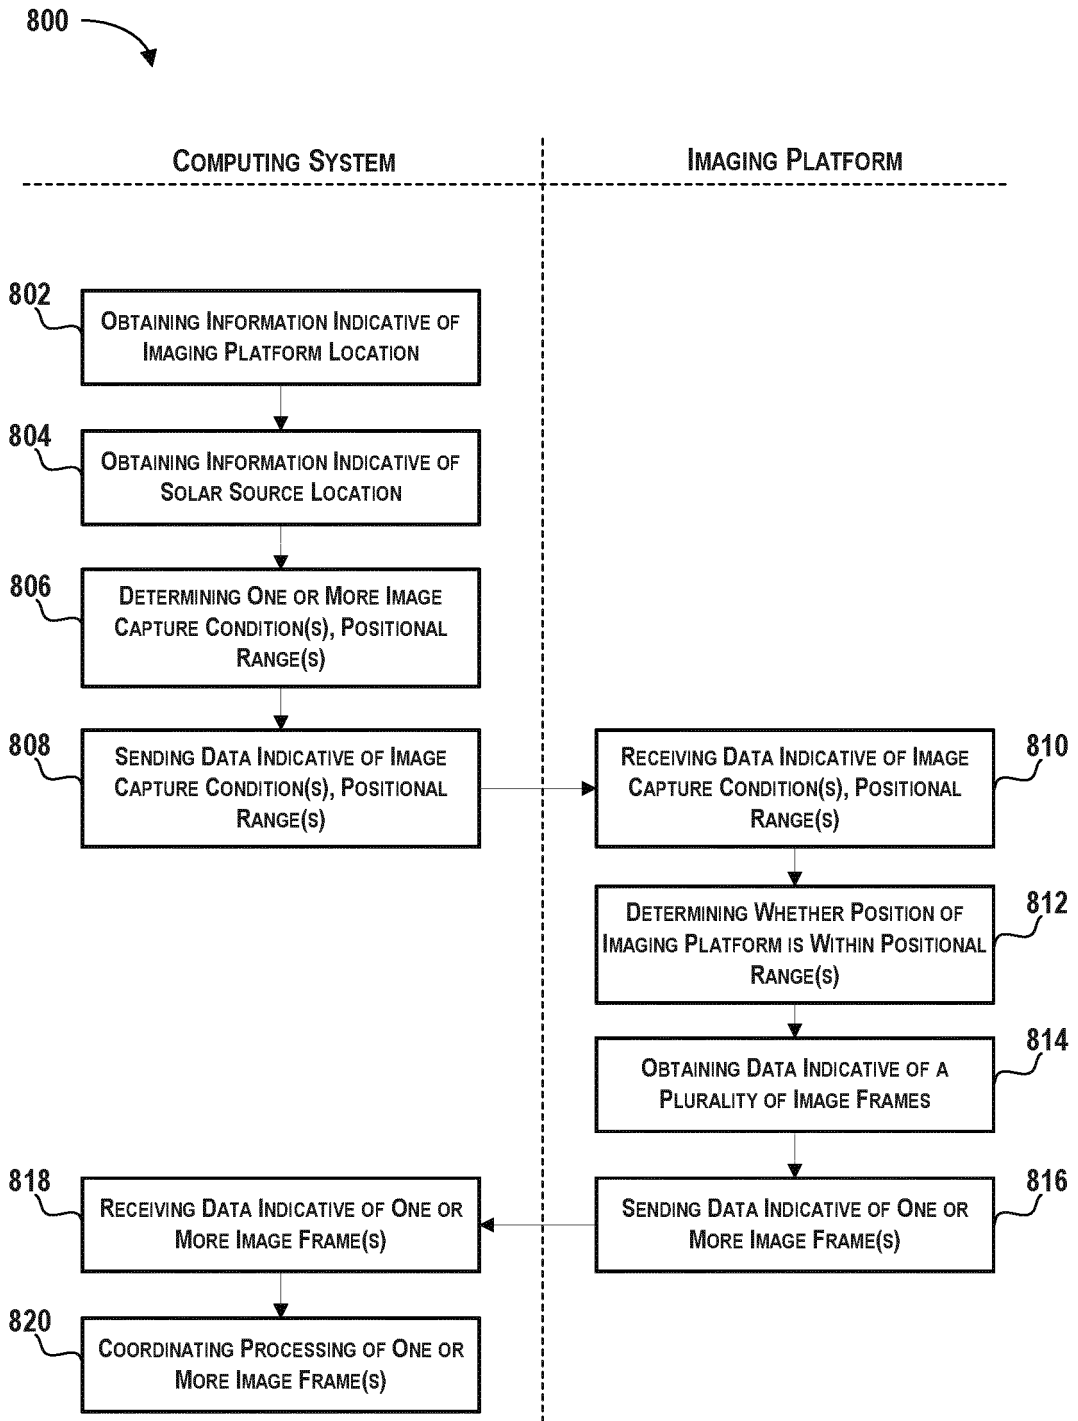 800
COMPUTING SYSTEM
IMAGING PLATFORM
802
OBTAINING INFORMATION INDICATIVE OF
IMAGING PLATFORM LOCATION
804
OBTAINING INFORMATION INDICATIVE OF
SOLAR SOURCE LOCATION
806
DETERMINING ONE OR MORE IMAGE
CAPTURE CONDITION(S), POSITIONAL
RANGE(S)
808
SENDING DATA INDICATIVE OF IMAGE
CAPTURE CONDITION(S), POSITIONAL
RANGE(S)
810
RECEIVING DATA INDICATIVE OF IMAGE
CAPTURE CONDITION(S), POSITIONAL
RANGE(S)
812
DETERMINING WHETHER POSITION OF
IMAGING PLATFORM IS WITHIN POSITIONAL
RANGE(S)
814
OBTAINING DATA INDICATIVE OF A
PLURALITY OF IMAGE FRAMES
816
SENDING DATA INDICATIVE OF ONE OR
MORE IMAGE FRAME(S)
818
RECEIVING DATA INDICATIVE OF ONE OR
MORE IMAGE FRAME(S)
820
COORDINATING PROCESSING OF ONE OR
MORE IMAGE FRAME(S)